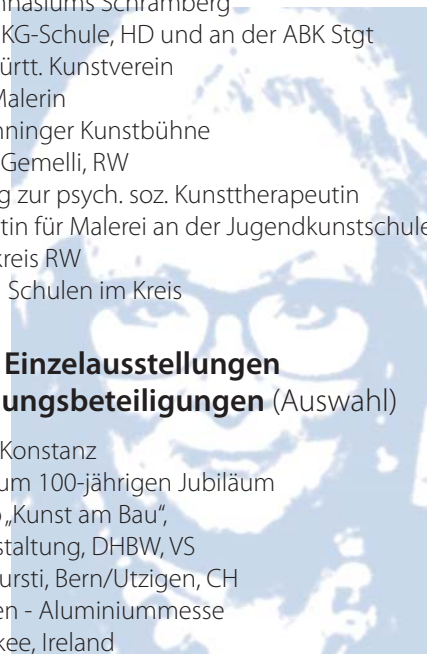 nnasiums Schramberg
KG-Schule, HD und an der ABK Stgt
ürtt. Kunstverein
Malerin
nninger Kunstbühne
Gemelli, RW
g zur psych. soz. Kunsttherapeutin
tin für Malerei an der Jugendkunstschule
kreis RW
Schulen im Kreis
Einzelausstellungen
ungsbeteiligungen (Auswahl)
Konstanz
um 100-jährigen Jubiläum
„Kunst am Bau“,
staltung, DHBW, VS
ursti, Bern/Utzigen, CH
en - Aluminiummesse
kee, Ireland